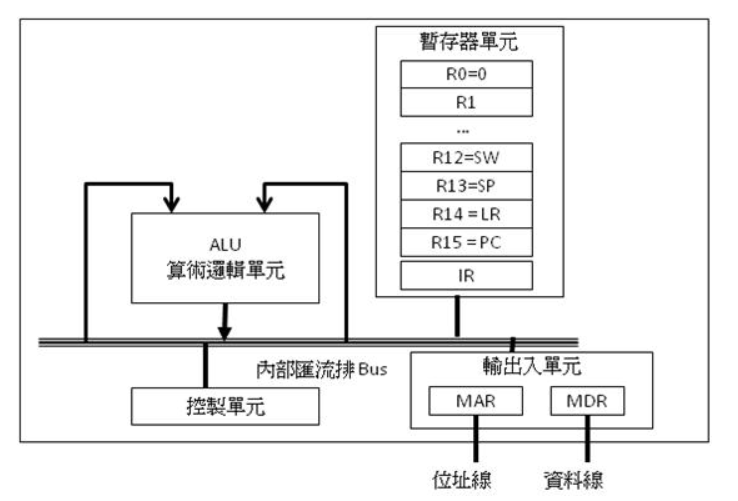 暫存器單元
R0=0
R1
...
R12=SW
R13=SP
R14 = LR
R15 = PC
IR
ALU
算術邏輯單元
內部匯流排 Bus
控製單元
輸出入單元
MAR
MDR
位址線
資料線